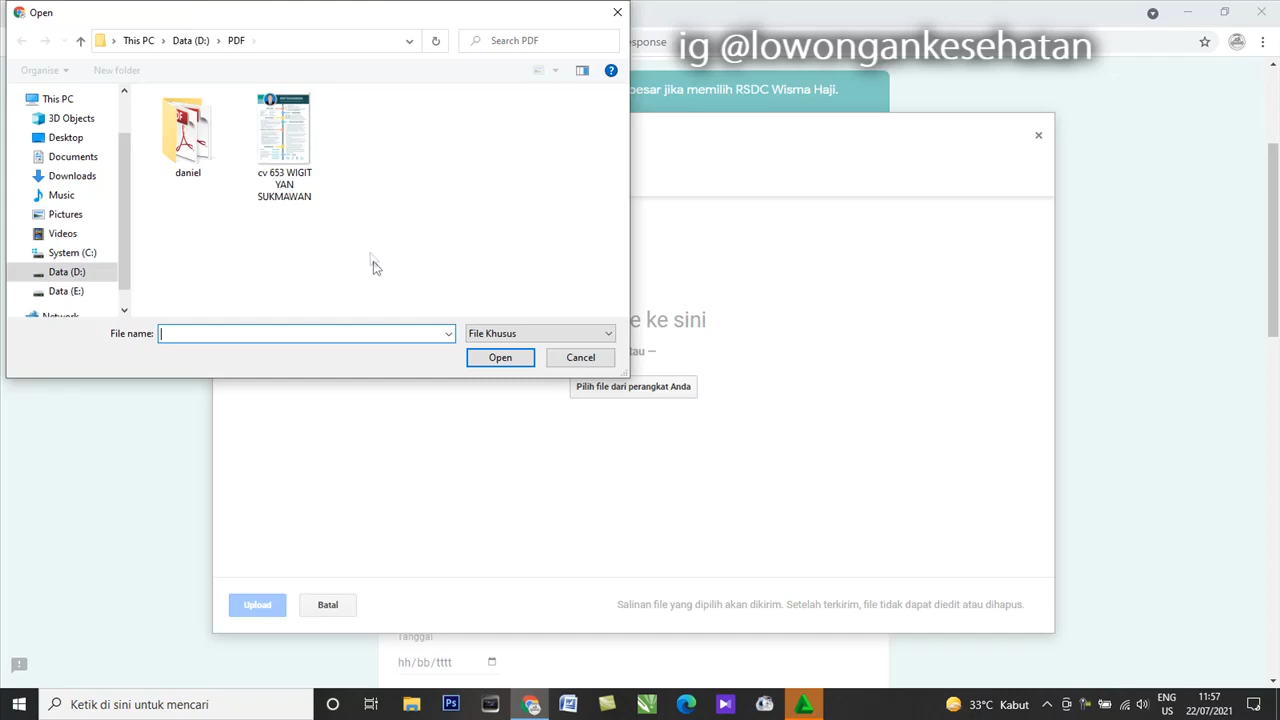 Open
ig @lowongankesehatan
This PC > Data (D:) > PDF >
Search PDF
esponse
Organise
New folder
besar jika memilih RSDC Wisma Haji.
This PC
3D Objects
Desktop
Documents
Downloads
Music
Pictures
Videos
System (C:)
Data (D:)
Data (E:)
Network
daniel
cv 653 WIGIT
YAN
SUKMAWAN
File name:
File Khusus
Open
Cancel
e ke sini
tau —
Pilih file dari perangkat Anda
Upload
Batal
Salinan file yang dipilih akan dikirim. Setelah terkirim, file tidak dapat diedit atau dihapus.
Tanggal
hh/bb/tttt
Ketik di sini untuk mencari
Ps
33°C Kabut
ENG
US
11:57
22/07/2021